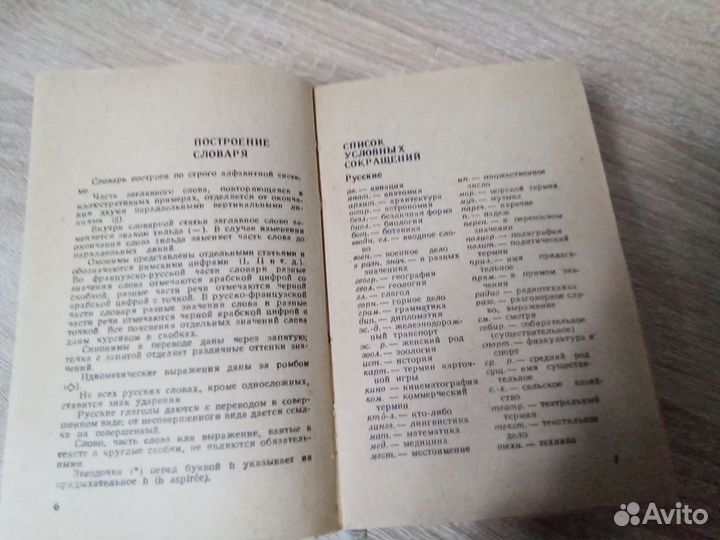 ПОСТРОЕНИЕ
СЛОВАРЯ
Словарь построен по строго алфавитной систе-
ме.
Часть заглавного слова, повторяющаяся в
иллюстративных примерах, отделяется от оконча-
ния двумя параллельными вертикальными ли-
ниями (‖).
Внутри словарной статьи заглавное слово за-
меняется знаком тильда (~). В случае изменения
окончания слова тильда заменяет часть слова до
параллельных линий.
Омонимы представлены отдельными статьями и
обозначаются римскими цифрами (I, II и т. д.).
Во французско-русской части словаря разные
значения слова отмечаются арабской цифрой со
скобкой, разные части речи отмечаются черной
арабской цифрой с точкой. В русско-французской
части словаря разные значения слова и разные
части речи отмечаются черной арабской цифрой с
точкой. Все пояснения отдельных значений слова
даны курсивом в скобках.
Синонимы в переводе даны через запятую;
точка с запятой отделяет различные оттенки зна-
чений.
Идиоматические выражения даны за ромбом
(◇).
На всех русских словах, кроме односложных,
ставится знак ударения.
Русские глаголы даются с переводом в совер-
шенном виде; от несовершенного вида дается ссыл-
ка на совершенный.
Слово, часть слова или выражение, взятые в
тексте в круглые скобки, не являются обязатель-
ными.
Звездочка (*) перед буквой h указывает на
придыхательное h (h aspirée).
6
СПИСОК
УСЛОВНЫХ
СОКРАЩЕНИЙ
Русские
ав. — авиация
анат. — анатомия
архит. — архитектура
астр. — астрономия
безл. — безличная форма
биол. — биология
бот. — ботаника
вводн. сл. — вводное сло-
во
воен. — военное дело
в разн. знач. — в разных
значениях
геогр. — география
геол. — геология
гл. — глагол
горн. — горное дело
грам. — грамматика
дип. — дипломатия
ж.-д. — железнодорож-
ный транспорт
ж. р. — женский род
зоол. — зоология
ист. — история
карт. — термин карточ-
ной игры
кино — кинематография
ком. — коммерческий
термин
кто-л. — кто-либо
лингв. — лингвистика
мат. — математика
мед. — медицина
мест. — местоимение
мн. — множественное
число
мор. — морской термин
муз. — музыка
нареч. — наречие
п. — падеж
перен. — в переносном
значении
полигр. — полиграфия
полит. — политический
термин
прил. — имя прилага-
тельное
прям. — в прямом зна-
чении
радио — радиотехника
раз. — разговорное сло-
во, выражение
см. — смотри
собир. — собирательное
(существительное)
спорт. — физкультура и
спорт
ср. р. — средний род
сущ. — имя существи-
тельное
с.-х. — сельское хозяй-
ство
театр. — театральный
термин
текст. — текстильное
дело
техн. — техника
Avito